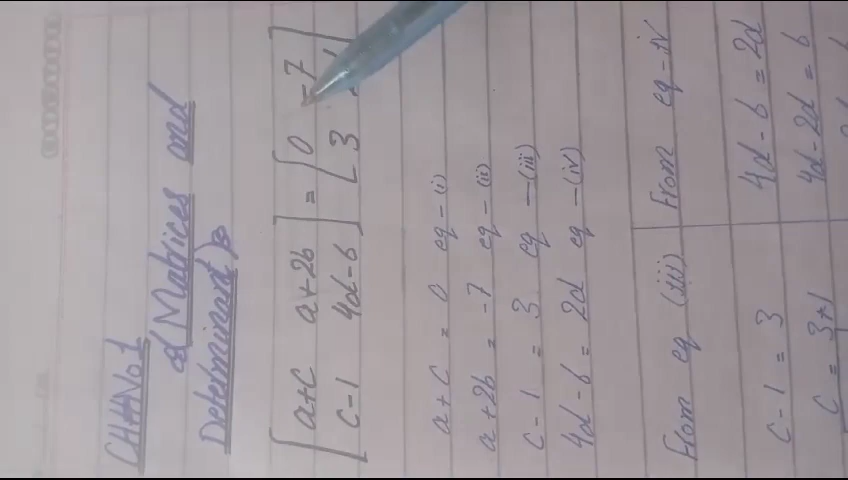 CH#No1
(Matrices and
Determinant)
[ a+c a+2b ] = [ 0 -7 ]
[ c-1 4d-6 ] [ 3 ]
a+c = 0 eq-(i)
a+2b = -7 eq-(ii)
c-1 = 3 eq-(iii)
4d-6 = 2d eq-(iv)
From eq (iii)
c-1 = 3
c = 3+1
From eq-iv
4d-6 = 2d
4d-2d = 6